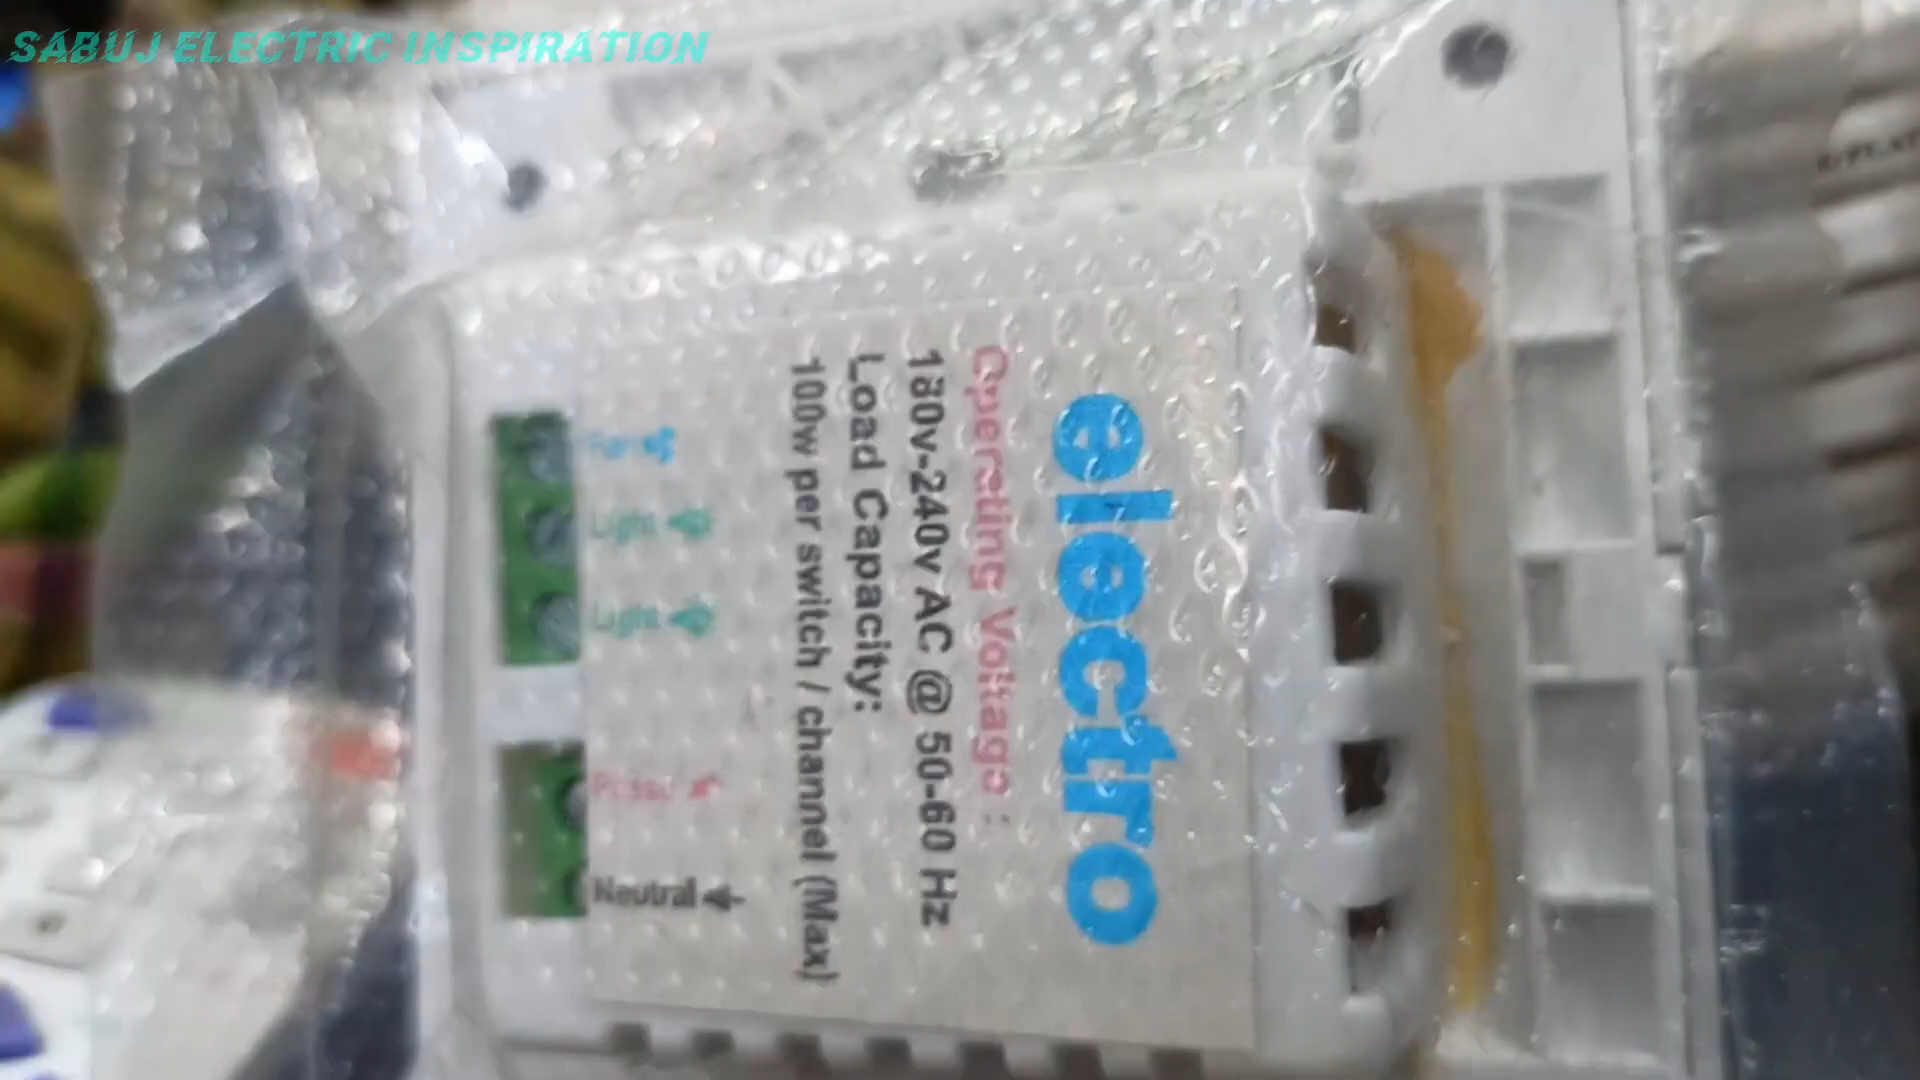 SABUJ ELECTRIC INSPIRATION
electro
Operating Voltage :
180v-240v AC @ 50-60 Hz
Load Capacity:
100w per switch / channel (Max)
Fan
Light
Light
Phase
Neutral